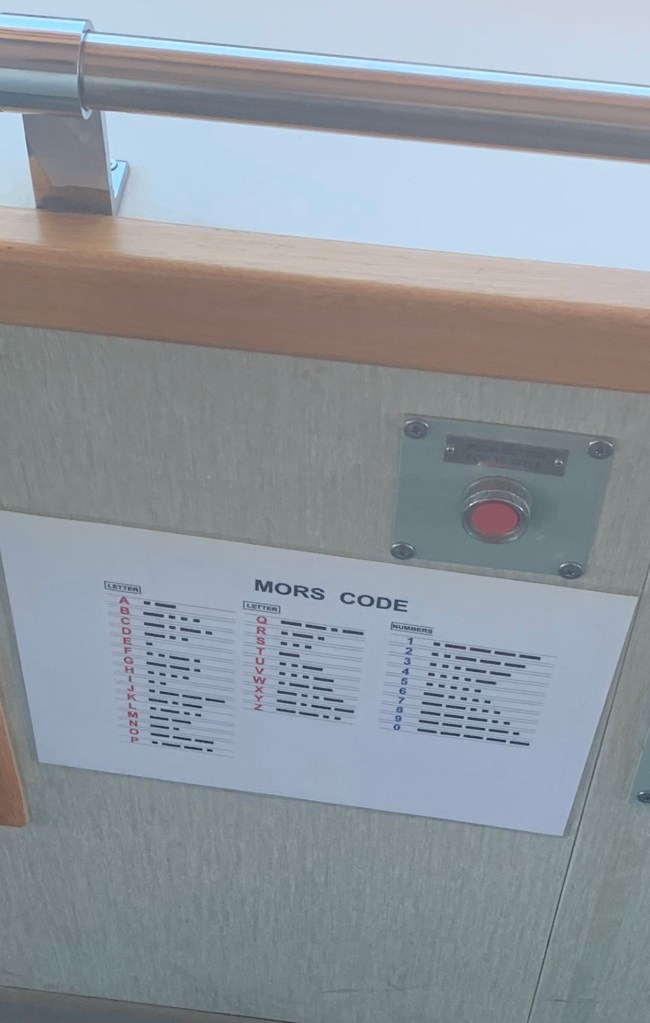 MORS CODE
LETTER
A
B
C
D
E
F
G
H
I
J
K
L
M
N
O
P
LETTER
Q
R
S
T
U
V
W
X
Y
Z
NUMBERS
1
2
3
4
5
6
7
8
9
0